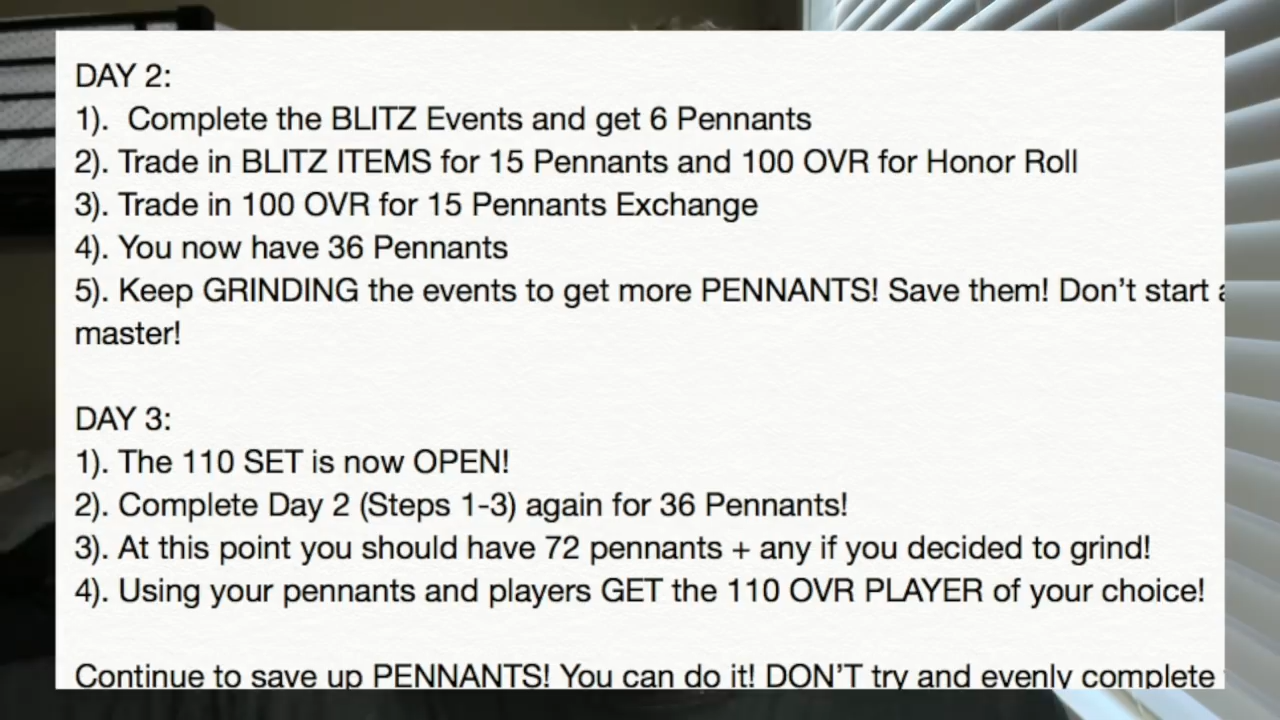 DAY 2:
1).  Complete the BLITZ Events and get 6 Pennants
2). Trade in BLITZ ITEMS for 15 Pennants and 100 OVR for Honor Roll
3). Trade in 100 OVR for 15 Pennants Exchange
4). You now have 36 Pennants
5). Keep GRINDING the events to get more PENNANTS! Save them! Don’t start
master!
DAY 3:
1). The 110 SET is now OPEN!
2). Complete Day 2 (Steps 1-3) again for 36 Pennants!
3). At this point you should have 72 pennants + any if you decided to grind!
4). Using your pennants and players GET the 110 OVR PLAYER of your choice!
Continue to save up PENNANTS! You can do it! DON’T try and evenly complete